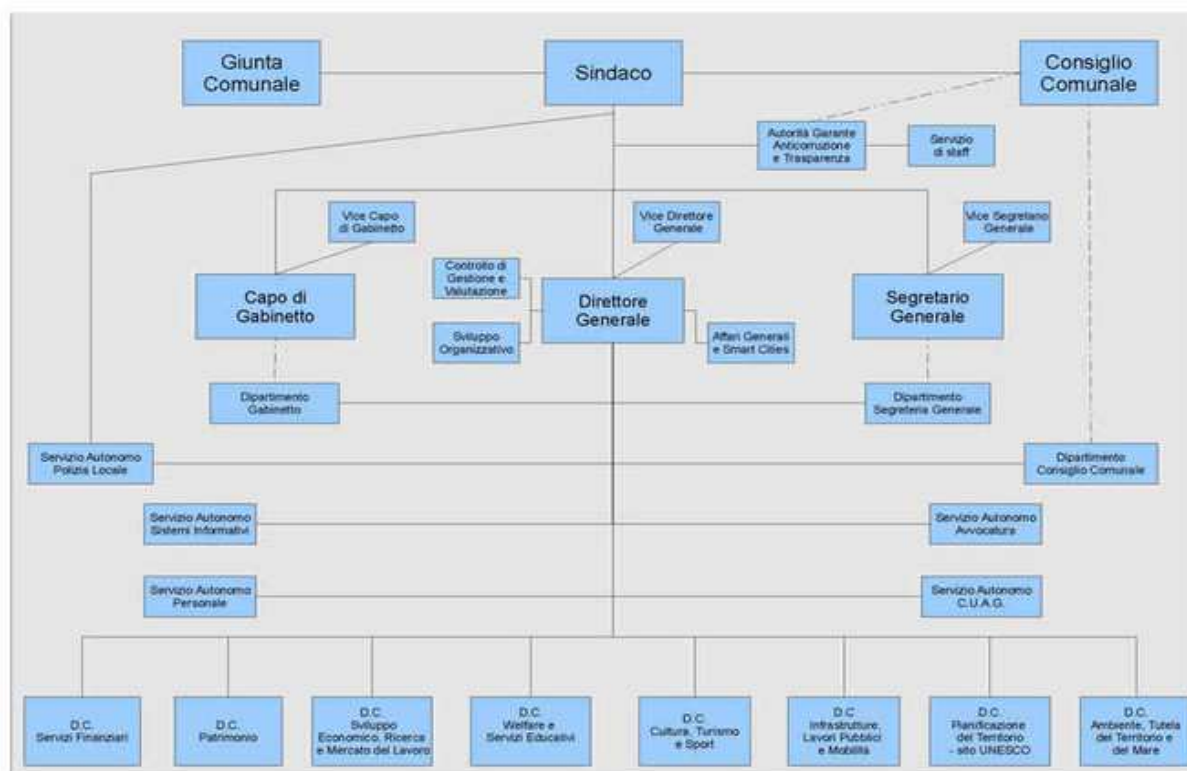 Giunta
Comunale
Sindaco
Consiglio
Comunale
Autorità Garante
Anticorruzione
e Trasparenza
Servizio
di staff
Vice Capo
di Gabinetto
Vice Direttore
Generale
Vice Segretario
Generale
Controllo di
Gestione e
Valutazione
Capo di
Gabinetto
Direttore
Generale
Segretario
Generale
Sviluppo
Organizzativo
Affari Generali
e Smart Cities
Dipartimento
Gabinetto
Dipartimento
Segreteria Generale
Servizio Autonomo
Polizia Locale
Dipartimento
Consiglio Comunale
Servizio Autonomo
Sistemi Informativi
Servizio Autonomo
Avvocatura
Servizio Autonomo
Personale
Servizio Autonomo
C.U.A.G.
D.C.
Servizi Finanziari
D.C.
Patrimonio
D.C.
Sviluppo
Economico, Ricerca
e Mercato del Lavoro
D.C.
Welfare e
Servizi Educativi
D.C.
Cultura, Turismo
e Sport
D.C
Infrastrutture,
Lavori Pubblici
e Mobilità
D.C.
Pianificazione
del Territorio
- sito UNESCO
D.C.
Ambiente, Tutela
del Territorio e
del Mare